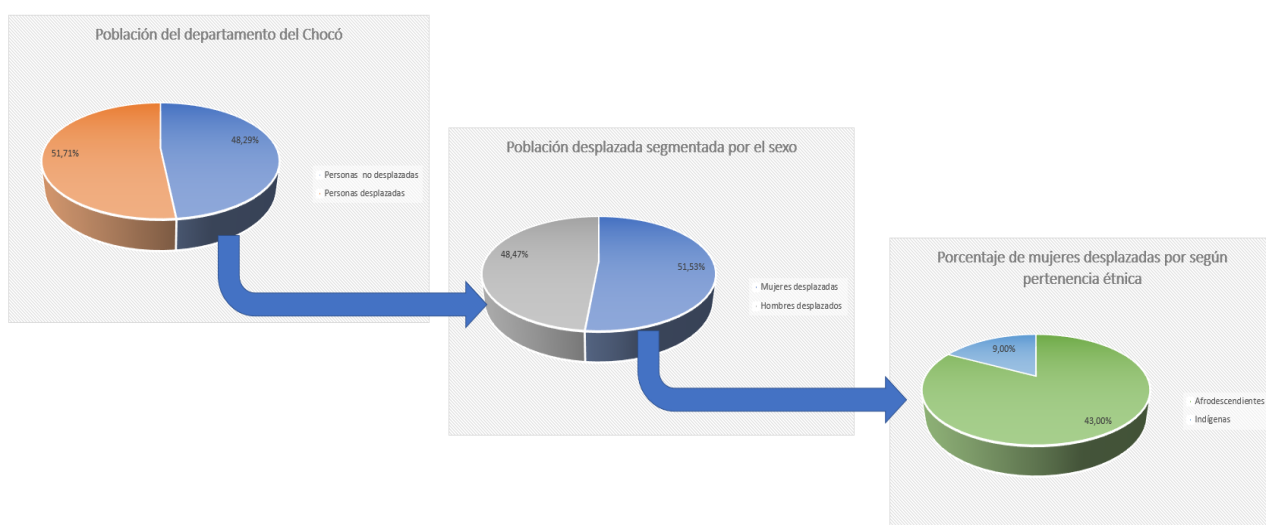 Población del departamento del Chocó
48,29%
51,71%
Personas no desplazadas
Personas desplazadas
Población desplazada segmentada por el sexo
48,47%
51,53%
Mujeres desplazadas
Hombres desplazados
Porcentaje de mujeres desplazadas por según
pertenencia étnica
9,00%
43,00%
Afrodescendientes
Indígenas